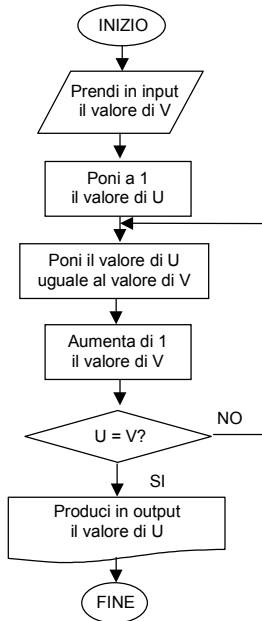 INIZIO
Prendi in input
il valore di V
Poni a 1
il valore di U
Poni il valore di U
uguale al valore di V
Aumenta di 1
il valore di V
U = V?
NO
SI
Produci in output
il valore di U
FINE